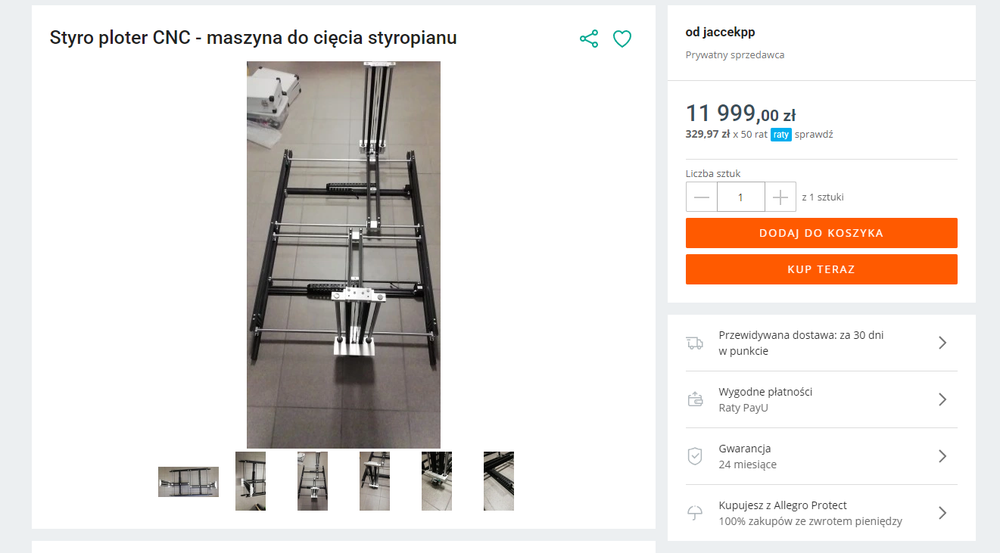 Styro ploter CNC - maszyna do cięcia styropianu
od jaccekpp
Prywatny sprzedawca
11 999,00 zł
329,97 zł x 50 rat raty sprawdź
Liczba sztuk
1
z 1 sztuki
DODAJ DO KOSZYKA
KUP TERAZ
Przewidywana dostawa: za 30 dni
w punkcie
Wygodne płatności
Raty PayU
Gwarancja
24 miesiące
Kupujesz z Allegro Protect
100% zakupów ze zwrotem pieniędzy